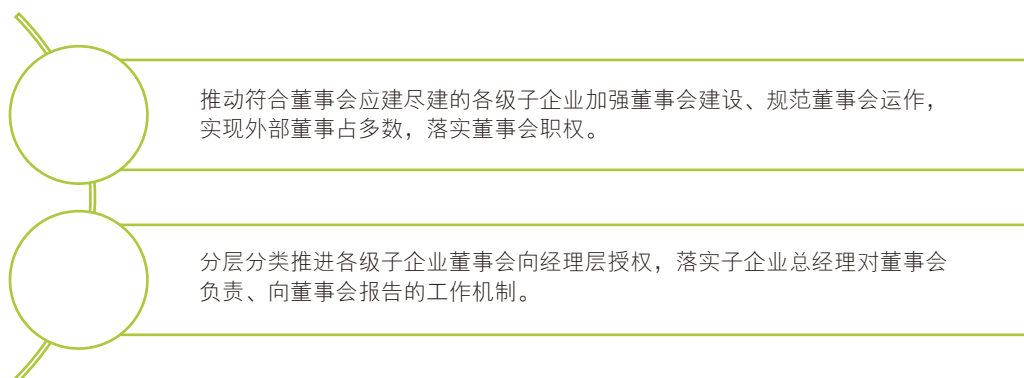 推动符合董事会应建尽建的各级子企业加强董事会建设、规范董事会运作，
实现外部董事占多数，落实董事会职权。
分层分类推进各级子企业董事会向经理层授权，落实子企业总经理对董事会
负责、向董事会报告的工作机制。